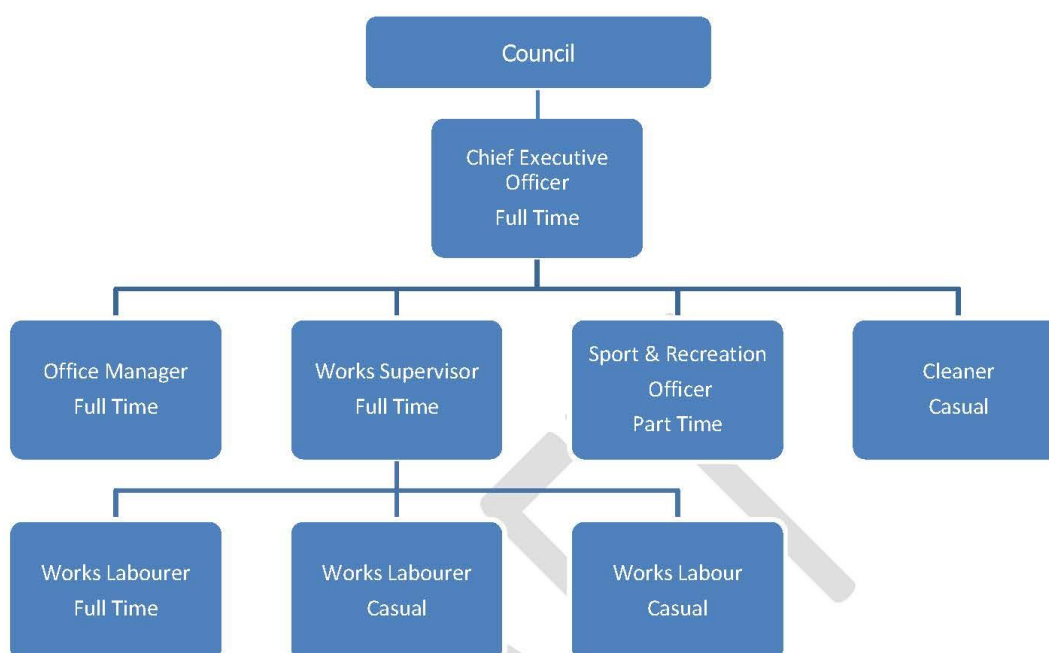 Council
Chief Executive
Officer
Full Time
Office Manager
Full Time
Works Supervisor
Full Time
Sport & Recreation
Officer
Part Time
Cleaner
Casual
Works Labourer
Full Time
Works Labourer
Casual
Works Labour
Casual